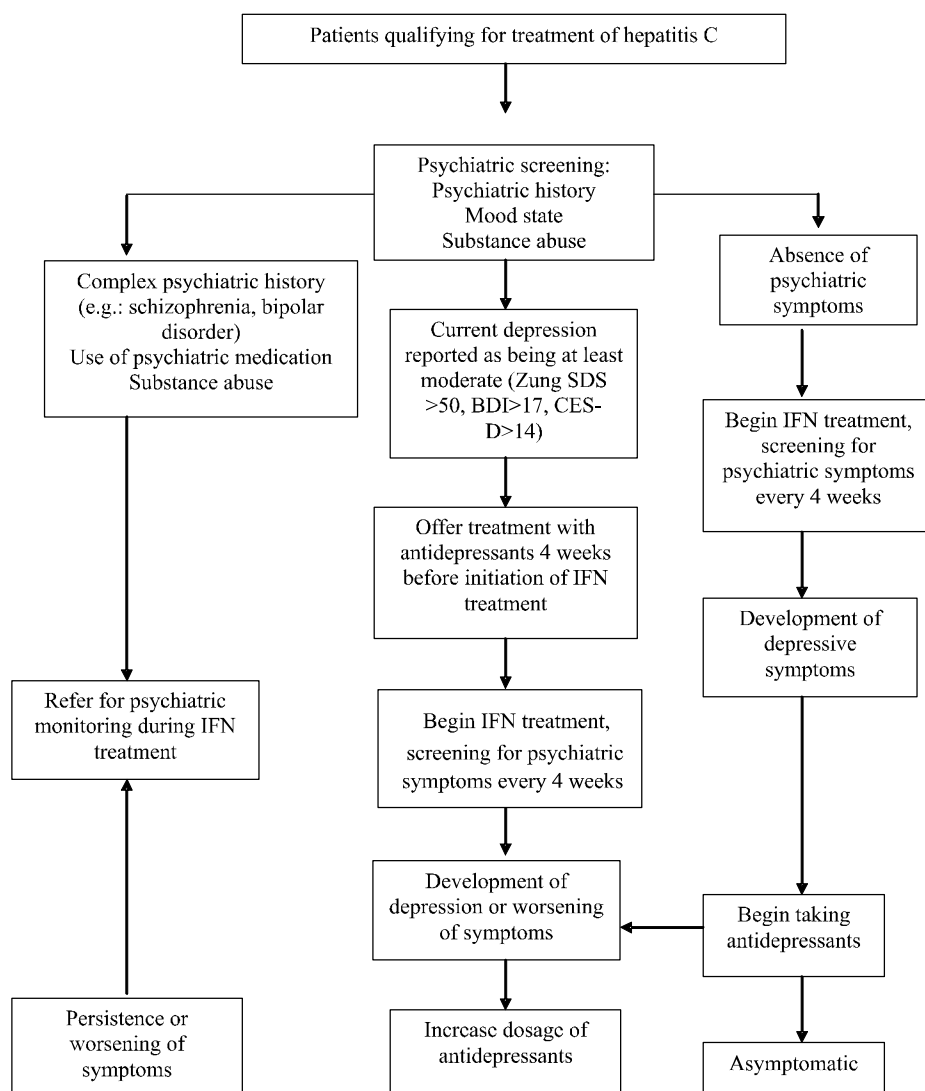 Patients qualifying for treatment of hepatitis C
Psychiatric screening:
Psychiatric history
Mood state
Substance abuse
Complex psychiatric history
(e.g.: schizophrenia, bipolar
disorder)
Use of psychiatric medication
Substance abuse
Current depression
reported as being at least
moderate (Zung SDS
>50, BDI>17, CES-
D>14)
Absence of
psychiatric
symptoms
Begin IFN treatment,
screening for
psychiatric symptoms
every 4 weeks
Offer treatment with
antidepressants 4 weeks
before initiation of IFN
treatment
Development of
depressive
symptoms
Refer for psychiatric
monitoring during IFN
treatment
Begin IFN treatment,
screening for psychiatric
symptoms every 4 weeks
Development of
depression or worsening
of symptoms
Begin taking
antidepressants
Persistence or
worsening of
symptoms
Increase dosage of
antidepressants
Asymptomatic